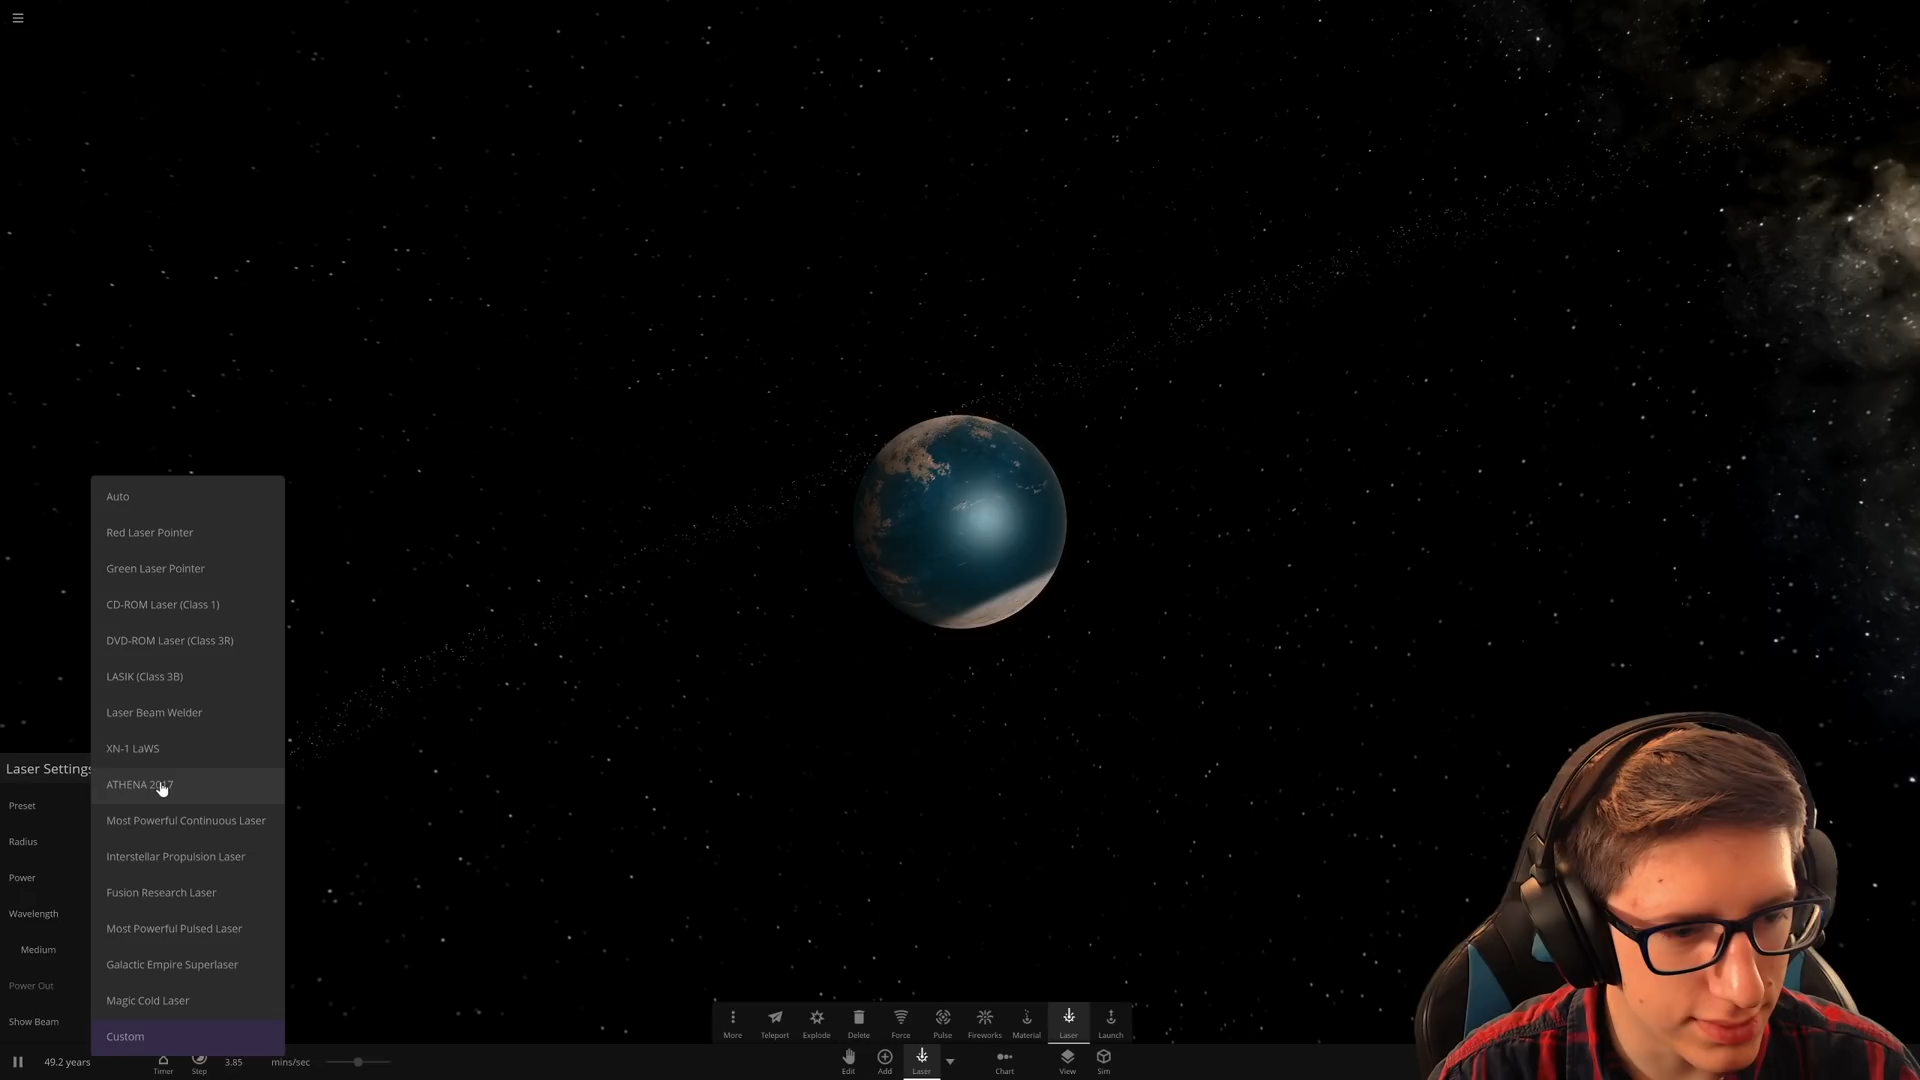 Auto
Red Laser Pointer
Green Laser Pointer
CD-ROM Laser (Class 1)
DVD-ROM Laser (Class 3R)
LASIK (Class 3B)
Laser Beam Welder
XN-1 LaWS
ATHENA 2017
Most Powerful Continuous Laser
Interstellar Propulsion Laser
Fusion Research Laser
Most Powerful Pulsed Laser
Galactic Empire Superlaser
Magic Cold Laser
Custom
Laser Settings
Preset
Radius
Power
Wavelength
Medium
Power Out
Show Beam
More Teleport Explode Delete Force Pulse Fireworks Material Laser Launch
49.2 years Timer Step 3.85 mins/sec Edit Add Laser Chart View Sim